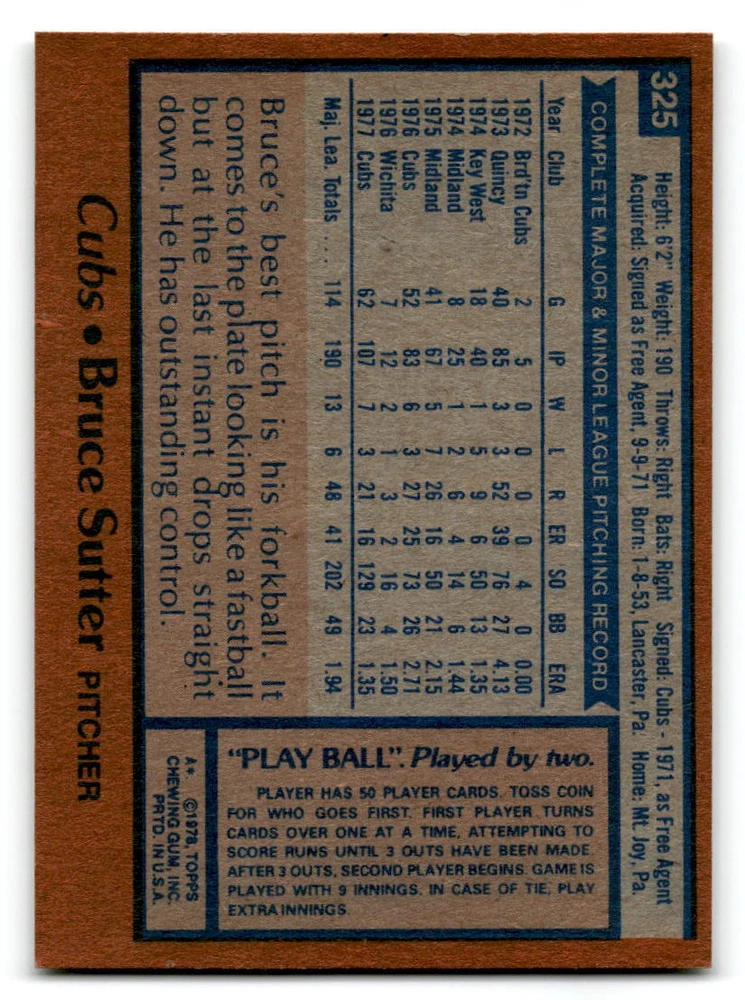 325
Height: 6'2" Weight: 190 Throws: Right Bats: Right Signed: Cubs - 1971, as Free Agent
Acquired: Signed as Free Agent, 9-9-71 Born: 1-8-53, Lancaster, Pa. Home: Mt. Joy, Pa.
COMPLETE MAJOR & MINOR LEAGUE PITCHING RECORD
Year Club G IP W L R ER SO BB ERA
1972 Brd'tn Cubs 2 5 0 0 0 0 4 0 0.00
1973 Quincy 40 85 3 3 52 39 76 27 4.13
1974 Key West 18 40 1 5 9 6 50 13 1.35
1974 Midland 8 25 1 2 6 4 14 6 1.44
1975 Midland 41 67 5 7 26 16 50 21 2.15
1976 Cubs 52 83 6 3 27 25 73 26 2.71
1976 Wichita 7 12 2 1 3 2 16 4 1.50
1977 Cubs 62 107 7 3 21 16 129 23 1.35
Maj. Lea. Totals .... 114 190 13 6 48 41 202 49 1.94
Bruce's best pitch is his forkball. It
comes to the plate looking like a fastball
but at the last instant drops straight
down. He has outstanding control.
"PLAY BALL". Played by two.
PLAYER HAS 50 PLAYER CARDS. TOSS COIN
FOR WHO GOES FIRST. FIRST PLAYER TURNS
CARDS OVER ONE AT A TIME, ATTEMPTING TO
SCORE RUNS UNTIL 3 OUTS HAVE BEEN MADE.
AFTER 3 OUTS, SECOND PLAYER BEGINS. GAME IS
PLAYED WITH 9 INNINGS. IN CASE OF TIE, PLAY
EXTRA INNINGS.
A* ©1978, TOPPS
CHEWING GUM, INC.
PRTD. IN U.S.A.
Cubs • Bruce Sutter PITCHER